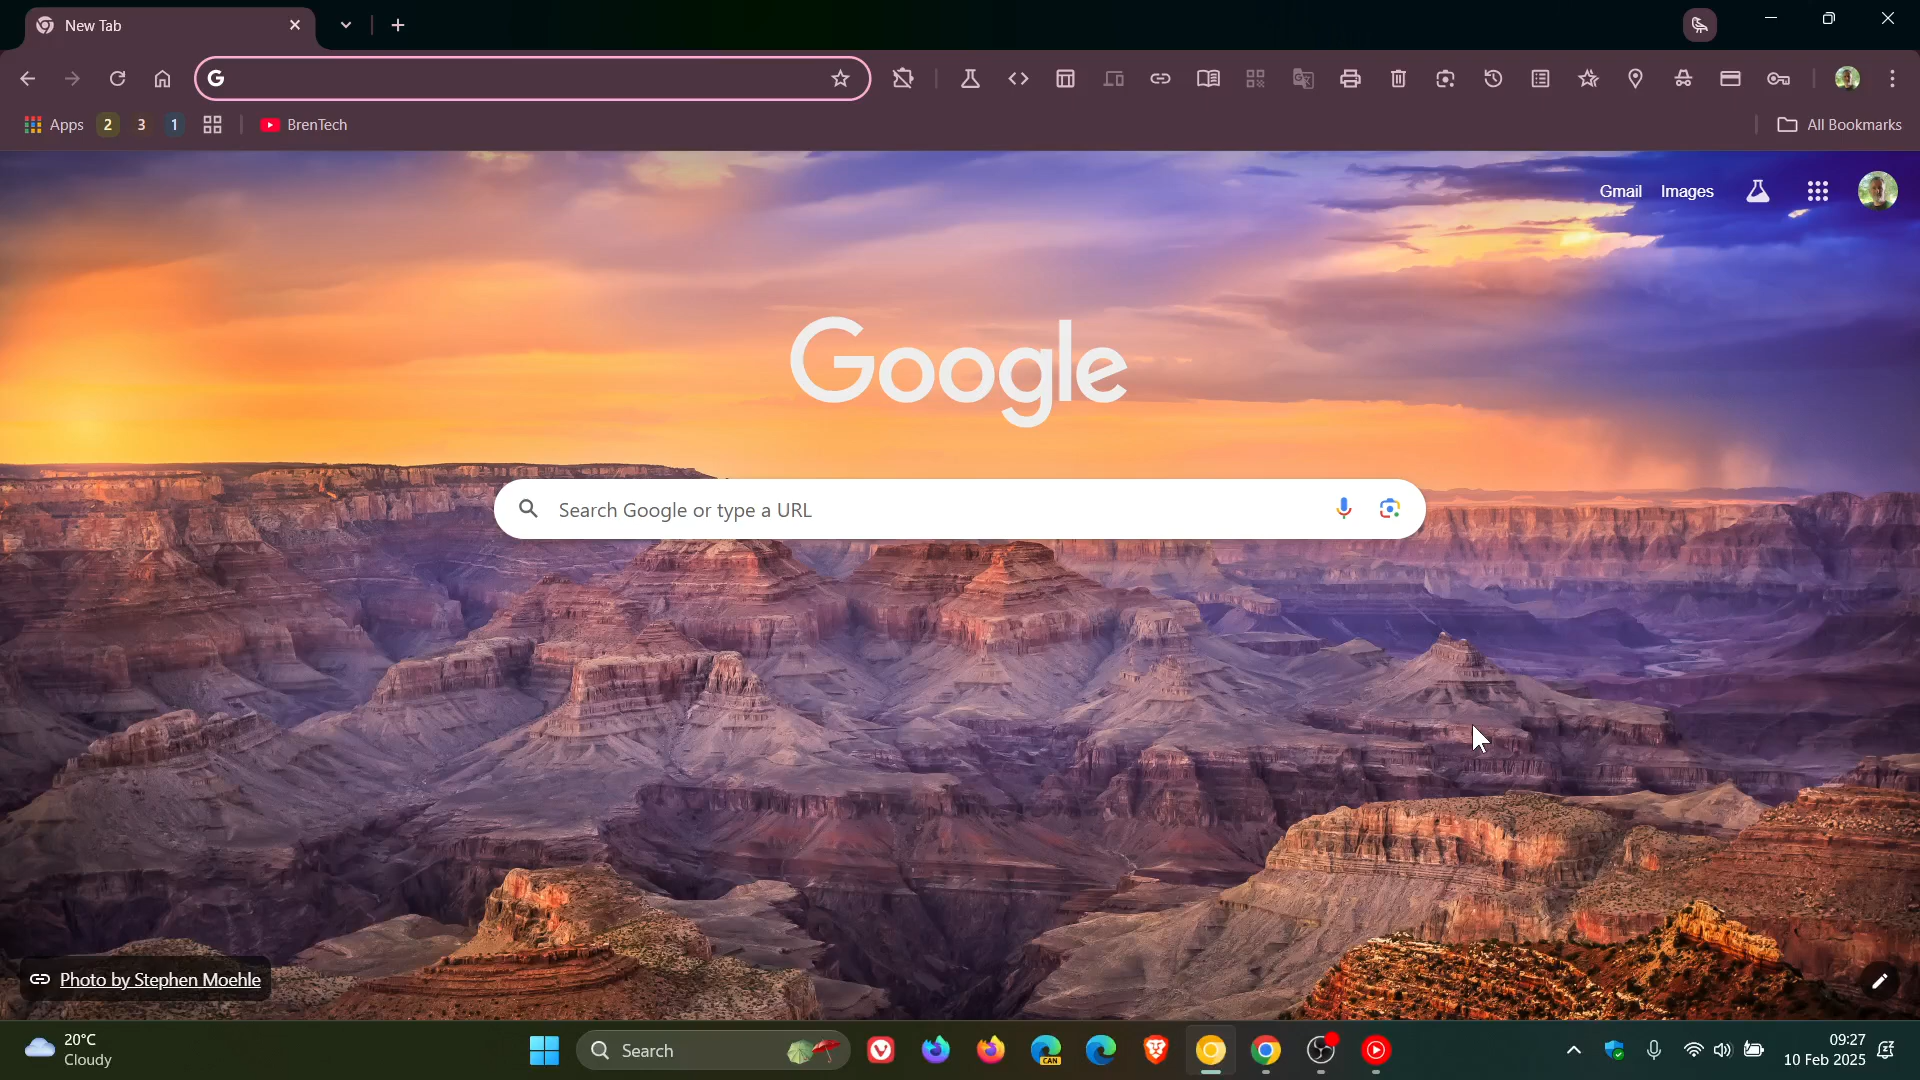 New Tab
Apps
2
3
1
BrenTech
All Bookmarks
Gmail
Images
Google
Search Google or type a URL
Photo by Stephen Moehle
20°C
Cloudy
Search
CAN
09:27
10 Feb 2025